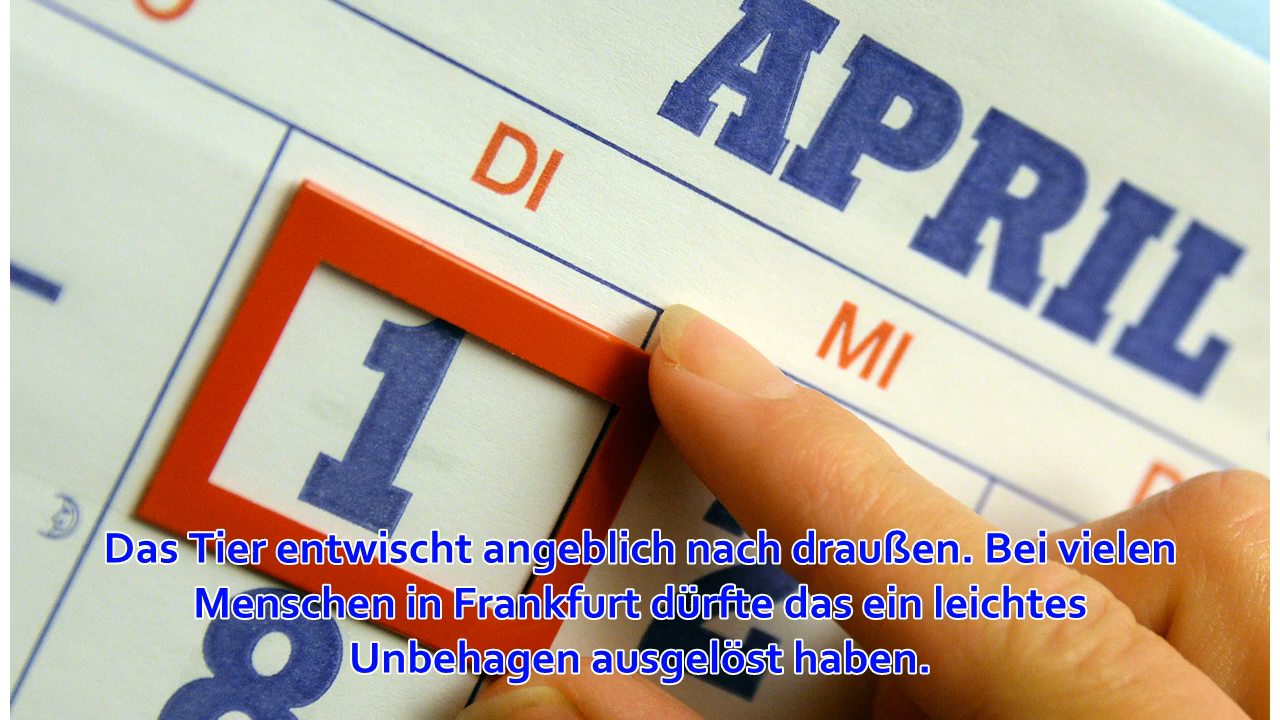 APRIL
DI
MI
1
8
Das Tier entwischt angeblich nach draußen. Bei vielen
Menschen in Frankfurt dürfte das ein leichtes
Unbehagen ausgelöst haben.